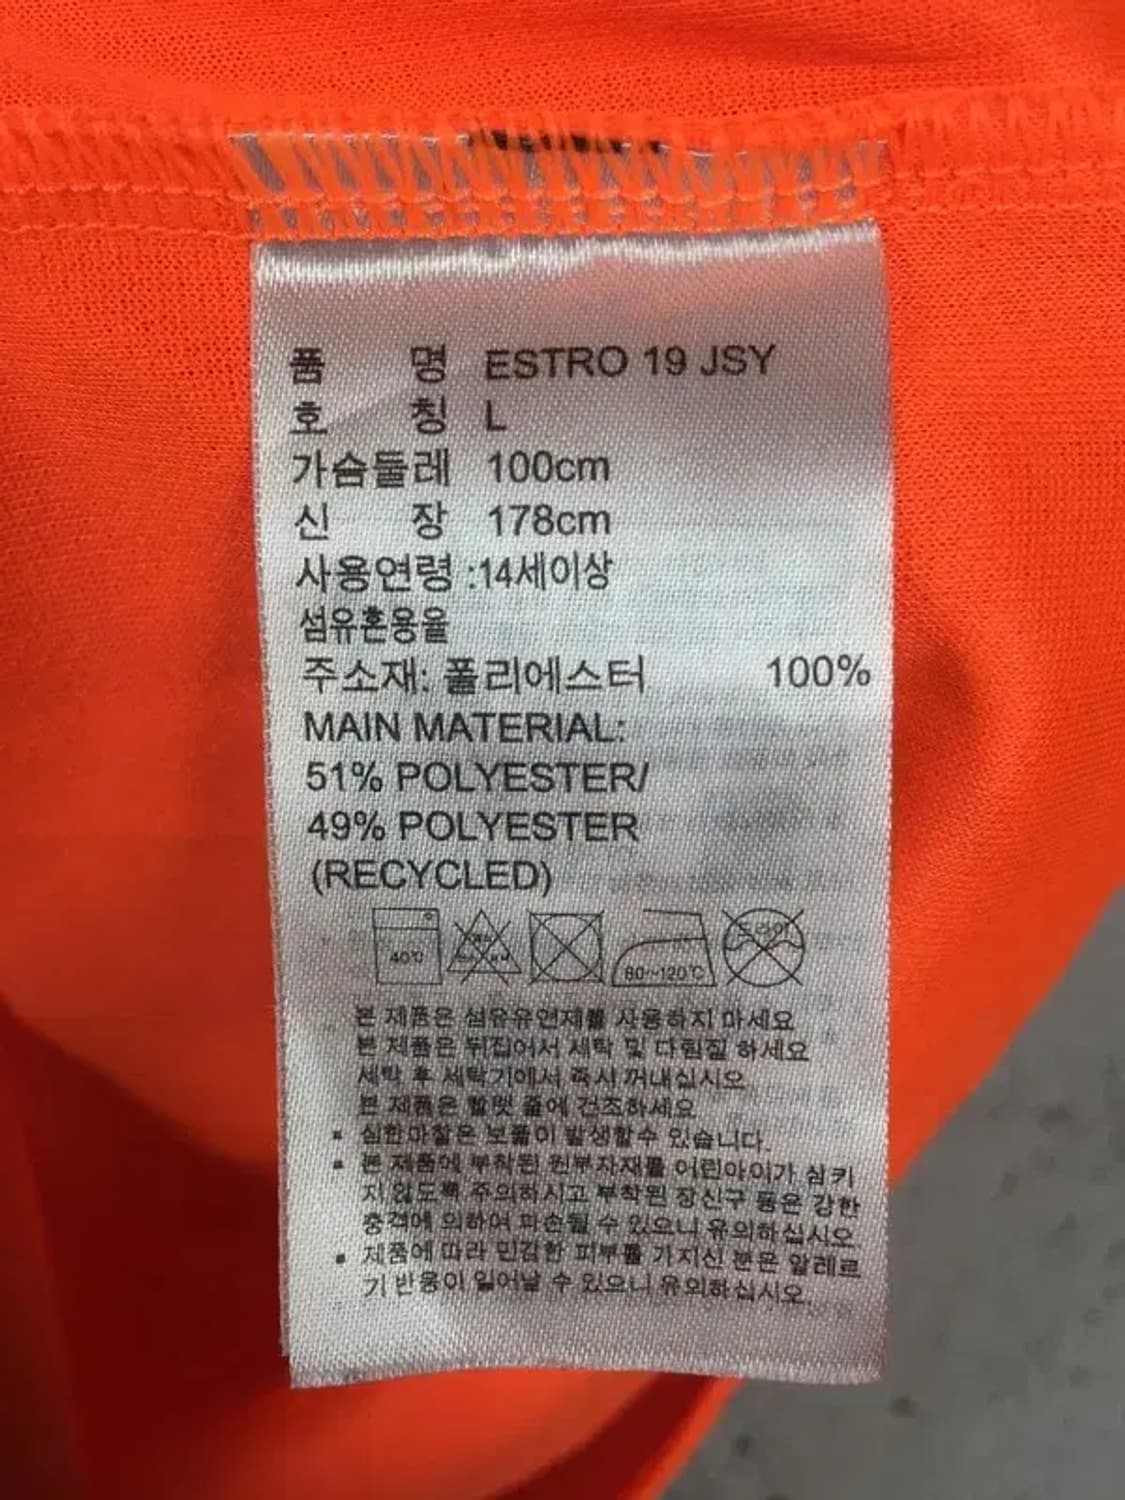 품 명 ESTRO 19 JSY
호 칭 L
가슴둘레 100cm
신 장 178cm
사용연령 :14세이상
섬유혼용율
주소재: 폴리에스터 100%
MAIN MATERIAL:
51% POLYESTER/
49% POLYESTER
(RECYCLED)
40℃ 80~120℃ 드라이
본 제품은 섬유유연제를 사용하지 마세요
본 제품은 뒤집어서 세탁 및 다림질 하세요
세탁 후 세탁기에서 즉시 꺼내십시오
본 제품은 빨랫 줄에 건조하세요
▪ 심한마찰은 보풀이 발생할수 있습니다.
▪ 본 제품에 부착된 원부자재를 어린아이가 삼키
지 않도록 주의하시고 부착된 장신구 등은 강한
충격에 의하여 파손될 수 있으니 유의하십시오.
▪ 제품에 따라 민감한 피부를 가지신 분은 알레르
기 반응이 일어날 수 있으니 유의하십시오.